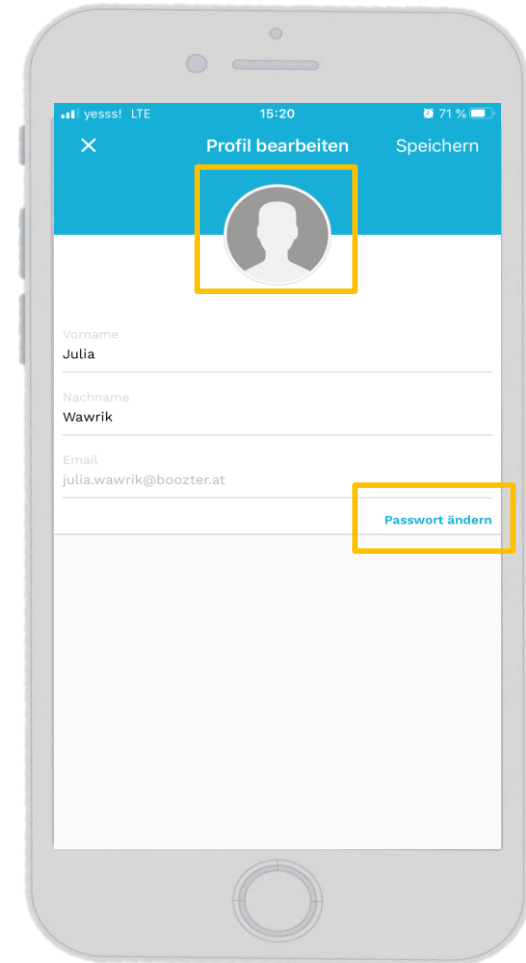 yesss! LTE 15:20 71 %
Profil bearbeiten Speichern
Vorname
Julia
Nachname
Wawrik
Email
julia.wawrik@boozter.at
Passwort ändern